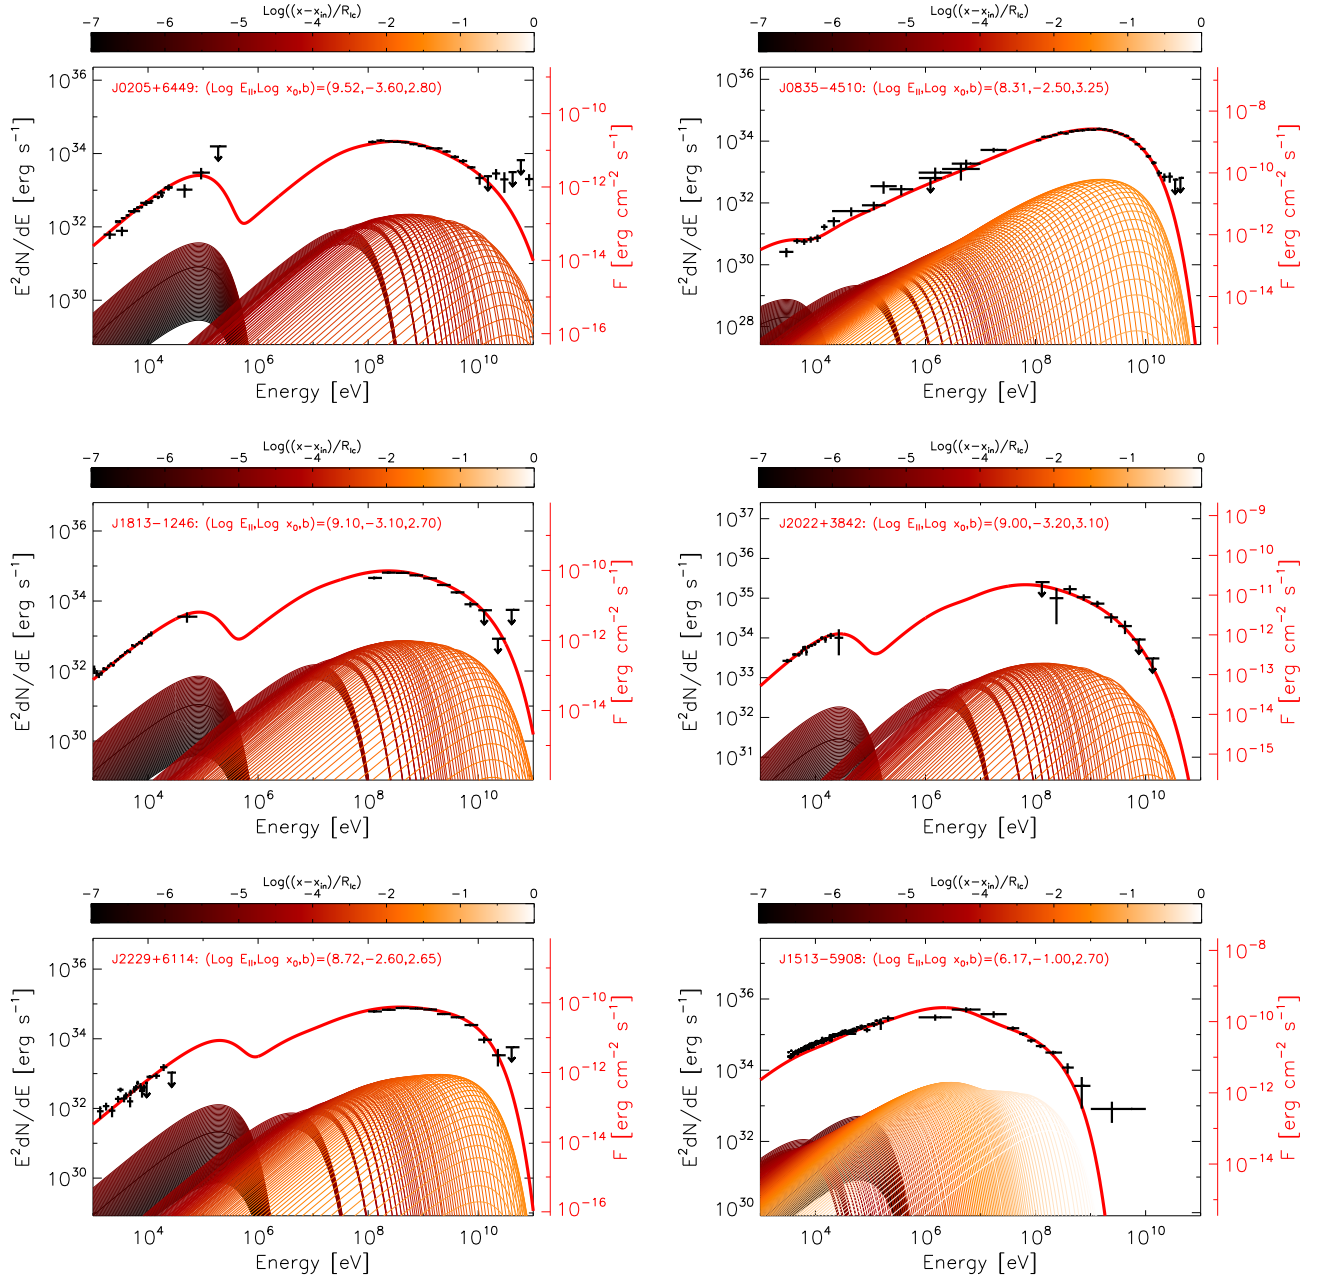 Log((x−x_in)/R_lc)
−7 −6 −5 −4 −3 −2 −1 0
J0205+6449: (Log E_ll,Log x_0,b)=(9.52,−3.60,2.80)
E^2dN/dE [erg s^−1]
10^36
10^34
10^32
10^30
10^4 10^6 10^8 10^10
Energy [eV]
10^−10
10^−12
10^−14
10^−16
F [erg cm^−2 s^−1]
Log((x−x_in)/R_lc)
−7 −6 −5 −4 −3 −2 −1 0
J0835−4510: (Log E_ll,Log x_0,b)=(8.31,−2.50,3.25)
E^2dN/dE [erg s^−1]
10^36
10^34
10^32
10^30
10^28
10^4 10^6 10^8 10^10
Energy [eV]
10^−8
10^−10
10^−12
10^−14
F [erg cm^−2 s^−1]
Log((x−x_in)/R_lc)
−7 −6 −5 −4 −3 −2 −1 0
J1813−1246: (Log E_ll,Log x_0,b)=(9.10,−3.10,2.70)
E^2dN/dE [erg s^−1]
10^36
10^34
10^32
10^30
10^4 10^6 10^8 10^10
Energy [eV]
10^−10
10^−12
10^−14
F [erg cm^−2 s^−1]
Log((x−x_in)/R_lc)
−7 −6 −5 −4 −3 −2 −1 0
J2022+3842: (Log E_ll,Log x_0,b)=(9.00,−3.20,3.10)
E^2dN/dE [erg s^−1]
10^37
10^36
10^35
10^34
10^33
10^32
10^31
10^4 10^6 10^8 10^10
Energy [eV]
10^−9
10^−10
10^−11
10^−12
10^−13
10^−14
10^−15
F [erg cm^−2 s^−1]
Log((x−x_in)/R_lc)
−7 −6 −5 −4 −3 −2 −1 0
J2229+6114: (Log E_ll,Log x_0,b)=(8.72,−2.60,2.65)
E^2dN/dE [erg s^−1]
10^36
10^34
10^32
10^30
10^4 10^6 10^8 10^10
Energy [eV]
10^−10
10^−12
10^−14
10^−16
F [erg cm^−2 s^−1]
Log((x−x_in)/R_lc)
−7 −6 −5 −4 −3 −2 −1 0
J1513−5908: (Log E_ll,Log x_0,b)=(6.17,−1.00,2.70)
E^2dN/dE [erg s^−1]
10^36
10^34
10^32
10^30
10^4 10^6 10^8 10^10
Energy [eV]
10^−8
10^−10
10^−12
10^−14
F [erg cm^−2 s^−1]